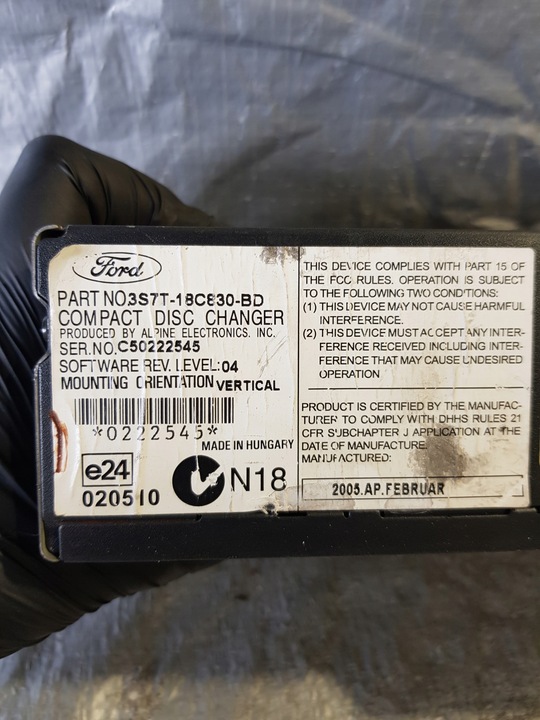 Ford
PART NO.3S7T-18C830-BD
COMPACT DISC CHANGER
PRODUCED BY ALPINE ELECTRONICS. INC.
SER.NO.C50222545
SOFTWARE REV. LEVEL:04
MOUNTING ORIENTATION VERTICAL
*0222545*
MADE IN HUNGARY
e24
020510
N18
THIS DEVICE COMPLIES WITH PART 15 OF
THE FCC RULES. OPERATION IS SUBJECT
TO THE FOLLOWING TWO CONDITIONS:
(1) THIS DEVICE MAY NOT CAUSE HARMFUL
INTERFERENCE.
(2) THIS DEVICE MUST ACCEPT ANY INTER-
FERENCE RECEIVED INCLUDING INTER-
FERENCE THAT MAY CAUSE UNDESIRED
OPERATION
PRODUCT IS CERTIFIED BY THE MANUFAC-
TURER TO COMPLY WITH DHHS RULES 21
CFR SUBCHAPTER J APPLICATION AT THE
DATE OF MANUFACTURE.
MANUFACTURED:
2005.AP.FEBRUAR